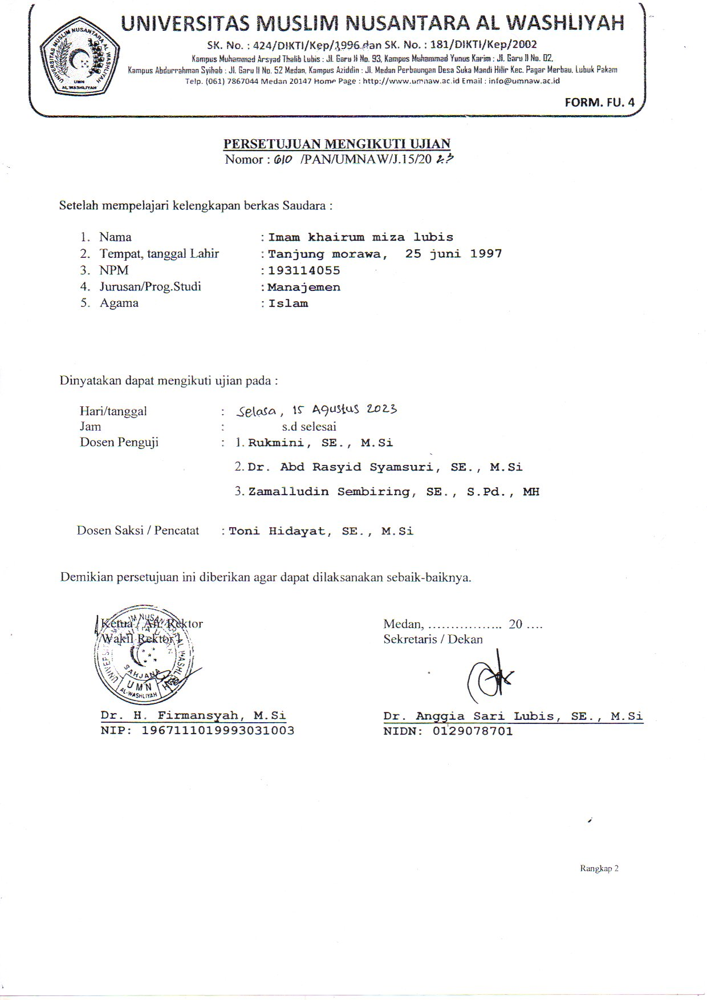 UNIVERSITAS MUSLIM NUSANTARA AL WASHLIYAH
SK. No. : 424/DIKTI/Kep/1996 dan SK. No. : 181/DIKTI/Kep/2002
Kampus Muhammad Arsyad Thalib Lubis : Jl. Garu II No. 93, Kampus Muhammad Yunus Karim : Jl. Garu II No. 02,
Kampus Abdurrahman Syihab : Jl. Garu II No. 52 Medan, Kampus Aziddin : Jl. Medan Perbaungan Desa Suka Mandi Hilir Kec. Pagar Merbau, Lubuk Pakam
Telp. (061) 7867044 Medan 20147 Home Page : http://www.umnaw.ac.id Email : info@umnaw.ac.id
UNIVERSITAS MUSLIM NUSANTARA AL WASHLIYAH
UMN
AL WASHLIYAH
FORM. FU. 4
PERSETUJUAN MENGIKUTI UJIAN
Nomor : 610 /PAN/UMNAW/J.15/20 23
Setelah mempelajari kelengkapan berkas Saudara :
1. Nama : Imam khairum miza lubis
2. Tempat, tanggal Lahir : Tanjung morawa, 25 juni 1997
3. NPM : 193114055
4. Jurusan/Prog.Studi : Manajemen
5. Agama : Islam
Dinyatakan dapat mengikuti ujian pada :
Hari/tanggal : Selasa, 15 Agustus 2023
Jam : s.d selesai
Dosen Penguji : 1. Rukmini, SE., M.Si
2. Dr. Abd Rasyid Syamsuri, SE., M.Si
3. Zamalludin Sembiring, SE., S.Pd., MH
Dosen Saksi / Pencatat : Toni Hidayat, SE., M.Si
Demikian persetujuan ini diberikan agar dapat dilaksanakan sebaik-baiknya.
Ketua / An. Rektor Medan, ................ 20 ....
Wakil Rektor I Sekretaris / Dekan
SARJANA
UMN
AL-WASHLIYAH
Dr. H. Firmansyah, M.Si Dr. Anggia Sari Lubis, SE., M.Si
NIP: 1967111019993031003 NIDN: 0129078701
Rangkap 2